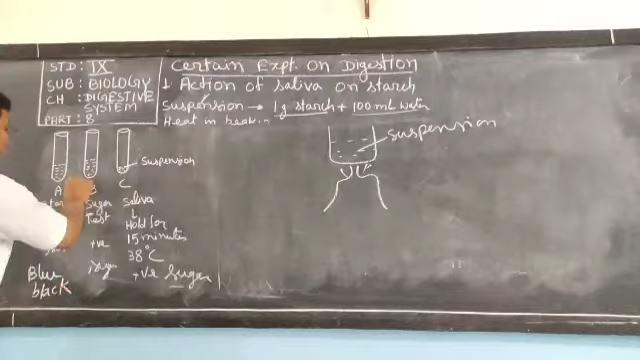 STD: IX
SUB: BIOLOGY
CH: DIGESTIVE
SYSTEM
PART: B
Certain Expt. On Digestion
1. Action of saliva on starch
Suspension → 1g starch + 100 ml water
Heat in
suspension
Suspension
A B C
Sugar
Test
+ve
saliva
↓
Hold for
15 minutes
38°C
+ve Sugar
Blue
black